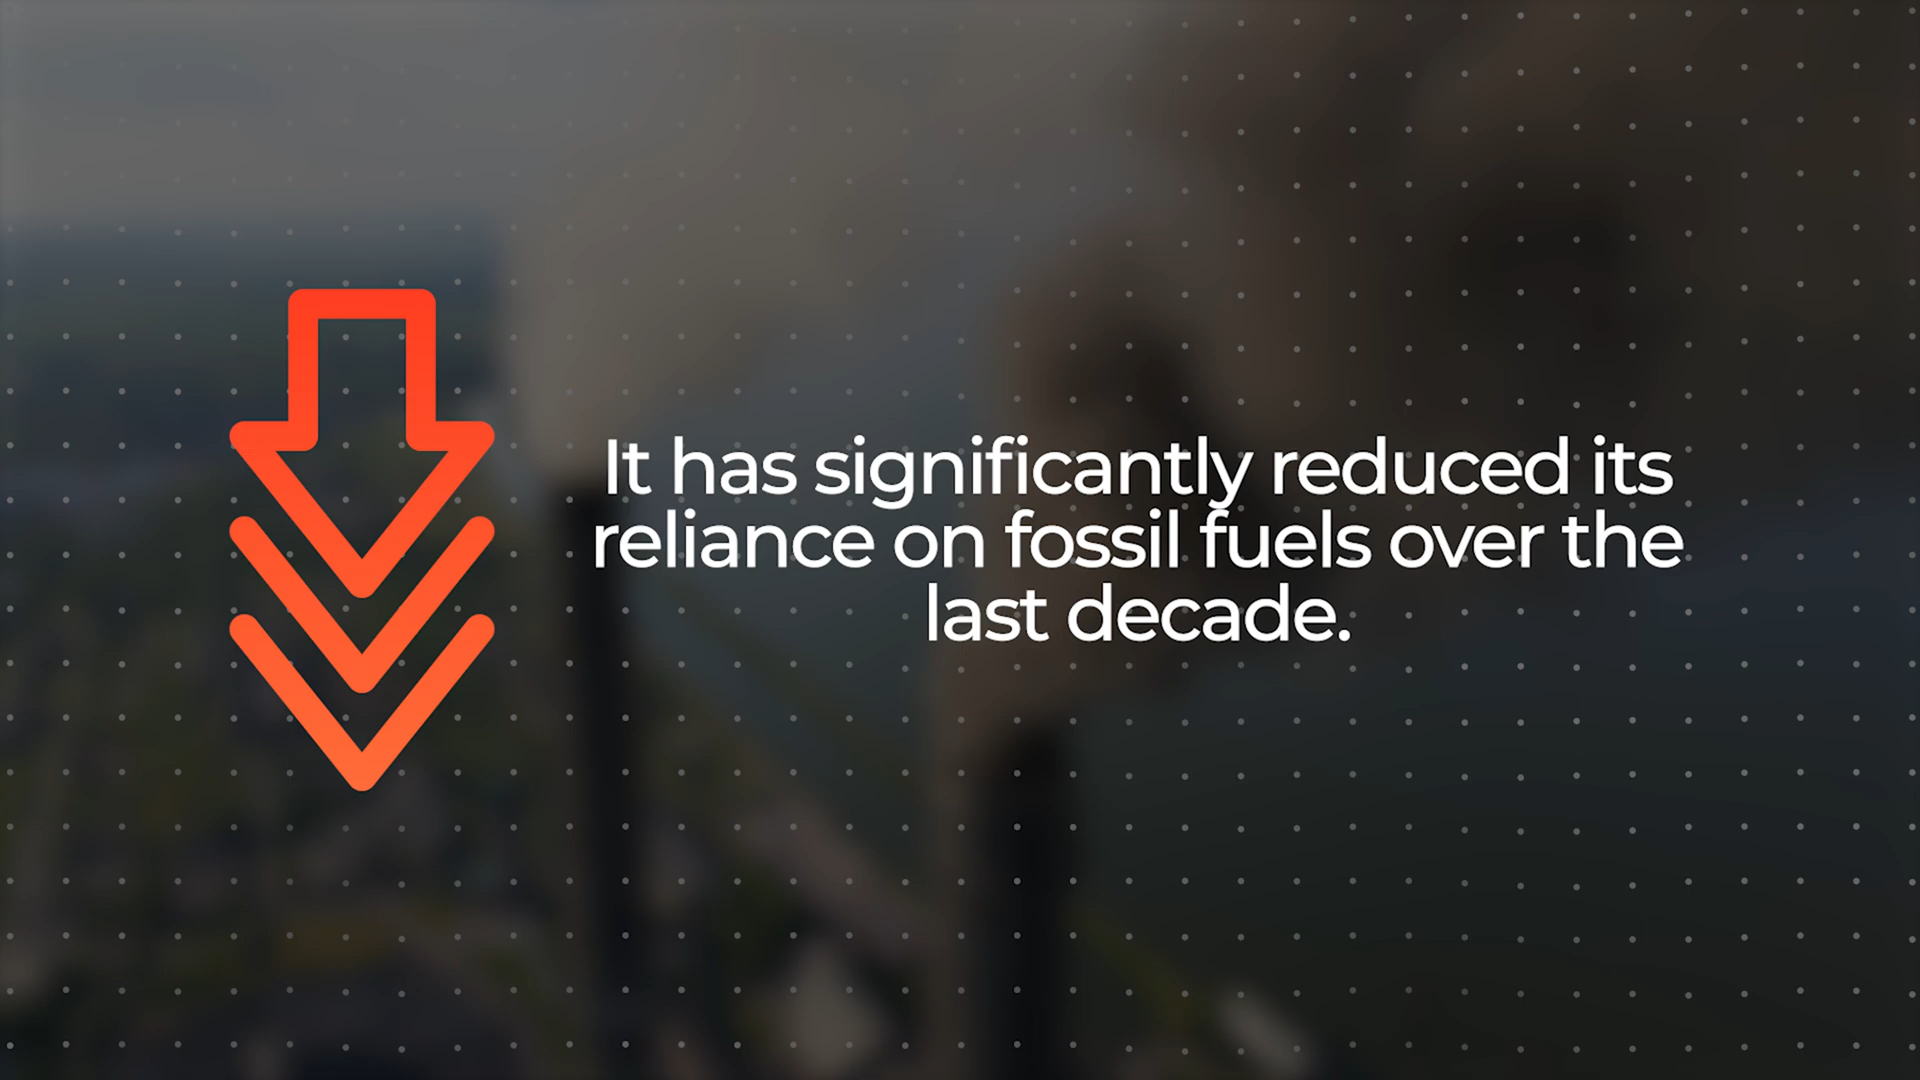 It has significantly reduced its
reliance on fossil fuels over the
last decade.